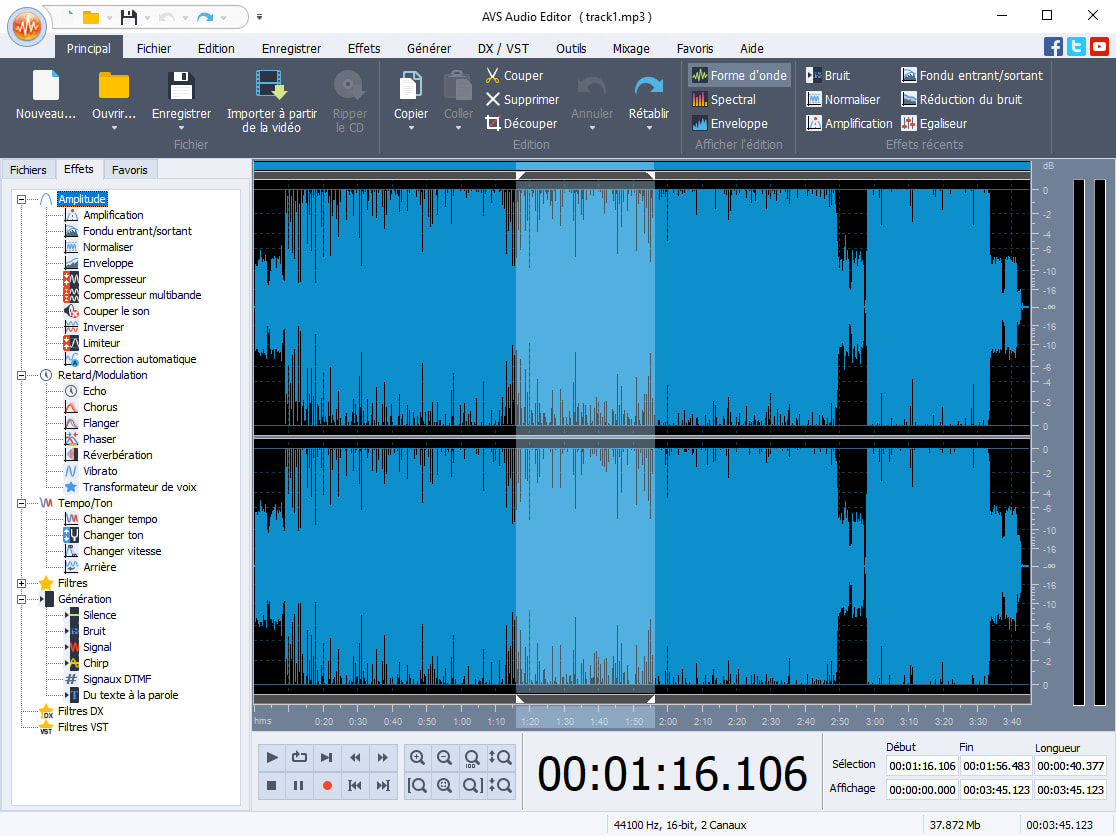 AVS Audio Editor ( track1.mp3 )
Principal Fichier Edition Enregistrer Effets Générer DX / VST Outils Mixage Favoris Aide
Nouveau... Ouvrir... Enregistrer Importer à partir de la vidéo Ripper le CD
Fichier
Copier Coller Couper Supprimer Découper Annuler Rétablir
Edition
Forme d'onde
Spectral
Enveloppe
Afficher l'édition
Bruit Fondu entrant/sortant
Normaliser Réduction du bruit
Amplification Egaliseur
Effets récents
Fichiers Effets Favoris
Amplitude
Amplification
Fondu entrant/sortant
Normaliser
Enveloppe
Compresseur
Compresseur multibande
Couper le son
Inverser
Limiteur
Correction automatique
Retard/Modulation
Echo
Chorus
Flanger
Phaser
Réverbération
Vibrato
Transformateur de voix
Tempo/Ton
Changer tempo
Changer ton
Changer vitesse
Arrière
Filtres
Génération
Silence
Bruit
Signal
Chirp
Signaux DTMF
Du texte à la parole
Filtres DX
Filtres VST
dB
0
-2
-4
-6
-10
-16
-∞
-16
-10
-6
-4
-2
0
0
-2
-4
-6
-10
-16
-∞
-16
-10
-6
-4
-2
0
hms 0:20 0:30 0:40 0:50 1:00 1:10 1:20 1:30 1:40 1:50 2:00 2:10 2:20 2:30 2:40 2:50 3:00 3:10 3:20 3:30 3:40
00:01:16.106
Début Fin Longueur
Sélection 00:01:16.106 00:01:56.483 00:00:40.377
Affichage 00:00:00.000 00:03:45.123 00:03:45.123
44100 Hz, 16-bit, 2 Canaux 37.872 Mb 00:03:45.123